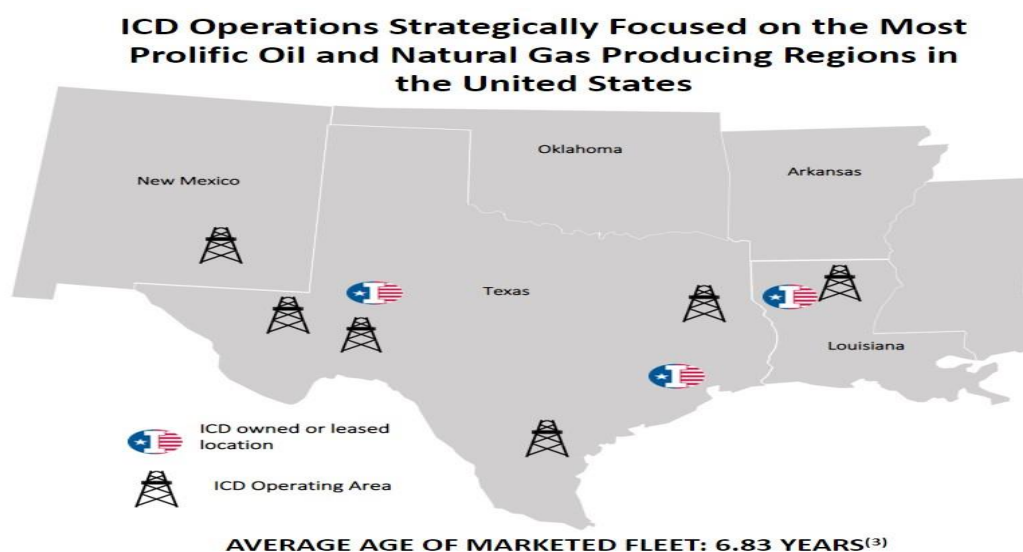 ICD Operations Strategically Focused on the Most
Prolific Oil and Natural Gas Producing Regions in
the United States
Oklahoma
Arkansas
New Mexico
I
I
Texas
Louisiana
I
I
ICD owned or leased
location
ICD Operating Area
AVERAGE AGE OF MARKETED FLEET: 6.83 YEARS(3)